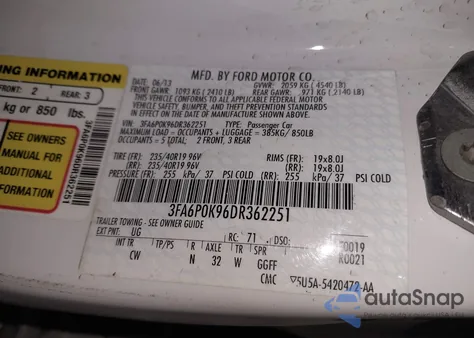 ING INFORMATION
FRONT: 2 REAR: 3
kg or 850 lbs.
SEE OWNERS
MANUAL FOR
ADDITIONAL
3FA6P0K96DR362251
MFD. BY FORD MOTOR CO.
06/13
GVWR: 2059 KG ( 4540 LB)
FRONT GAWR: 1093 KG (2410 LB)
REAR GAWR: 971 KG (2140 LB)
THIS VEHICLE CONFORMS TO ALL APPLICABLE FEDERAL MOTOR
VEHICLE SAFETY, BUMPER, AND THEFT PREVENTION STANDARDS
IN EFFECT ON THE DATE OF MANUFACTURE SHOWN ABOVE.
VIN: 3FA6P0K96DR362251
TYPE: Passenger Car
MAXIMUM LOAD = OCCUPANTS + LUGGAGE = 385KG/ 850LB
OCCUPANTS = 5 TOTAL: 2 FRONT, 3 REAR
TIRE (FR): 235/40R19 96V RIMS (FR): 19x8.0J
(RR): 235/40R19 96V (RR): 19x8.0J
PRESSURE (FR): 255 kPa/ 37 PSI COLD (RR): 255 kPa/ 37 PSI COLD
3FA6P0K96DR362251
TRAILER TOWING - SEE OWNER GUIDE
EXT PNT: UG RC: 71 DSO:
INT TR TP/PS R AXLE TR SPR
CW N 32 W GGFF
R0021
CMC 5U5A-5420472-AA
autoSnap